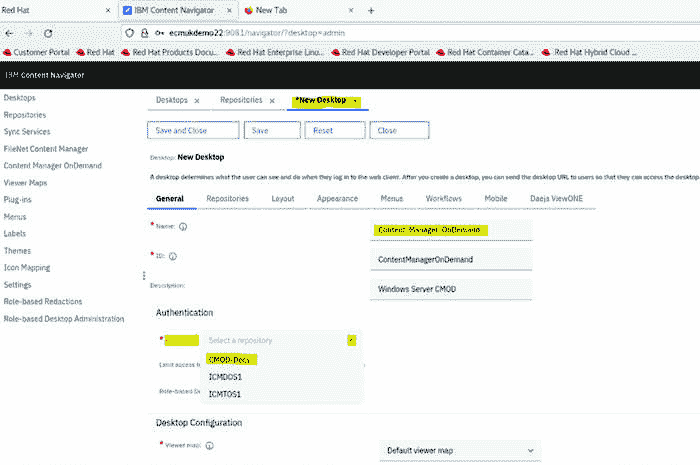 Red Hat × IBM Content Navigator × New Tab × +
ecmukdemo22:9081/navigator/?desktop=admin
Customer Portal Red Hat Red Hat Products Docu... Red Hat Enterprise Linu... Red Hat Developer Portal Red Hat Container Cata... Red Hat Hybrid Cloud ...
IBM Content Navigator
Desktops
Repositories
Sync Services
FileNet Content Manager
Content Manager OnDemand
Viewer Maps
Plug-ins
Menus
Labels
Themes
Icon Mapping
Settings
Role-based Redactions
Role-based Desktop Administration
Desktops × Repositories × *New Desktop
Save and Close Save Reset Close
Desktop: New Desktop
A desktop determines what the user can see and do when they log in to the web client. After you create a desktop, you can send the desktop URL to users so that they can access the desktop
General Repositories Layout Appearance Menus Workflows Mobile Daeja ViewONE
* Name: Content Manager OnDemand
* ID: ContentManagerOnDemand
Description: Windows Server CMOD
Authentication
* Select a repository
Limit access
CMOD-
ICMDOS1
Role-based
ICMTOS1
Desktop Configuration
* Viewer map: Default viewer map